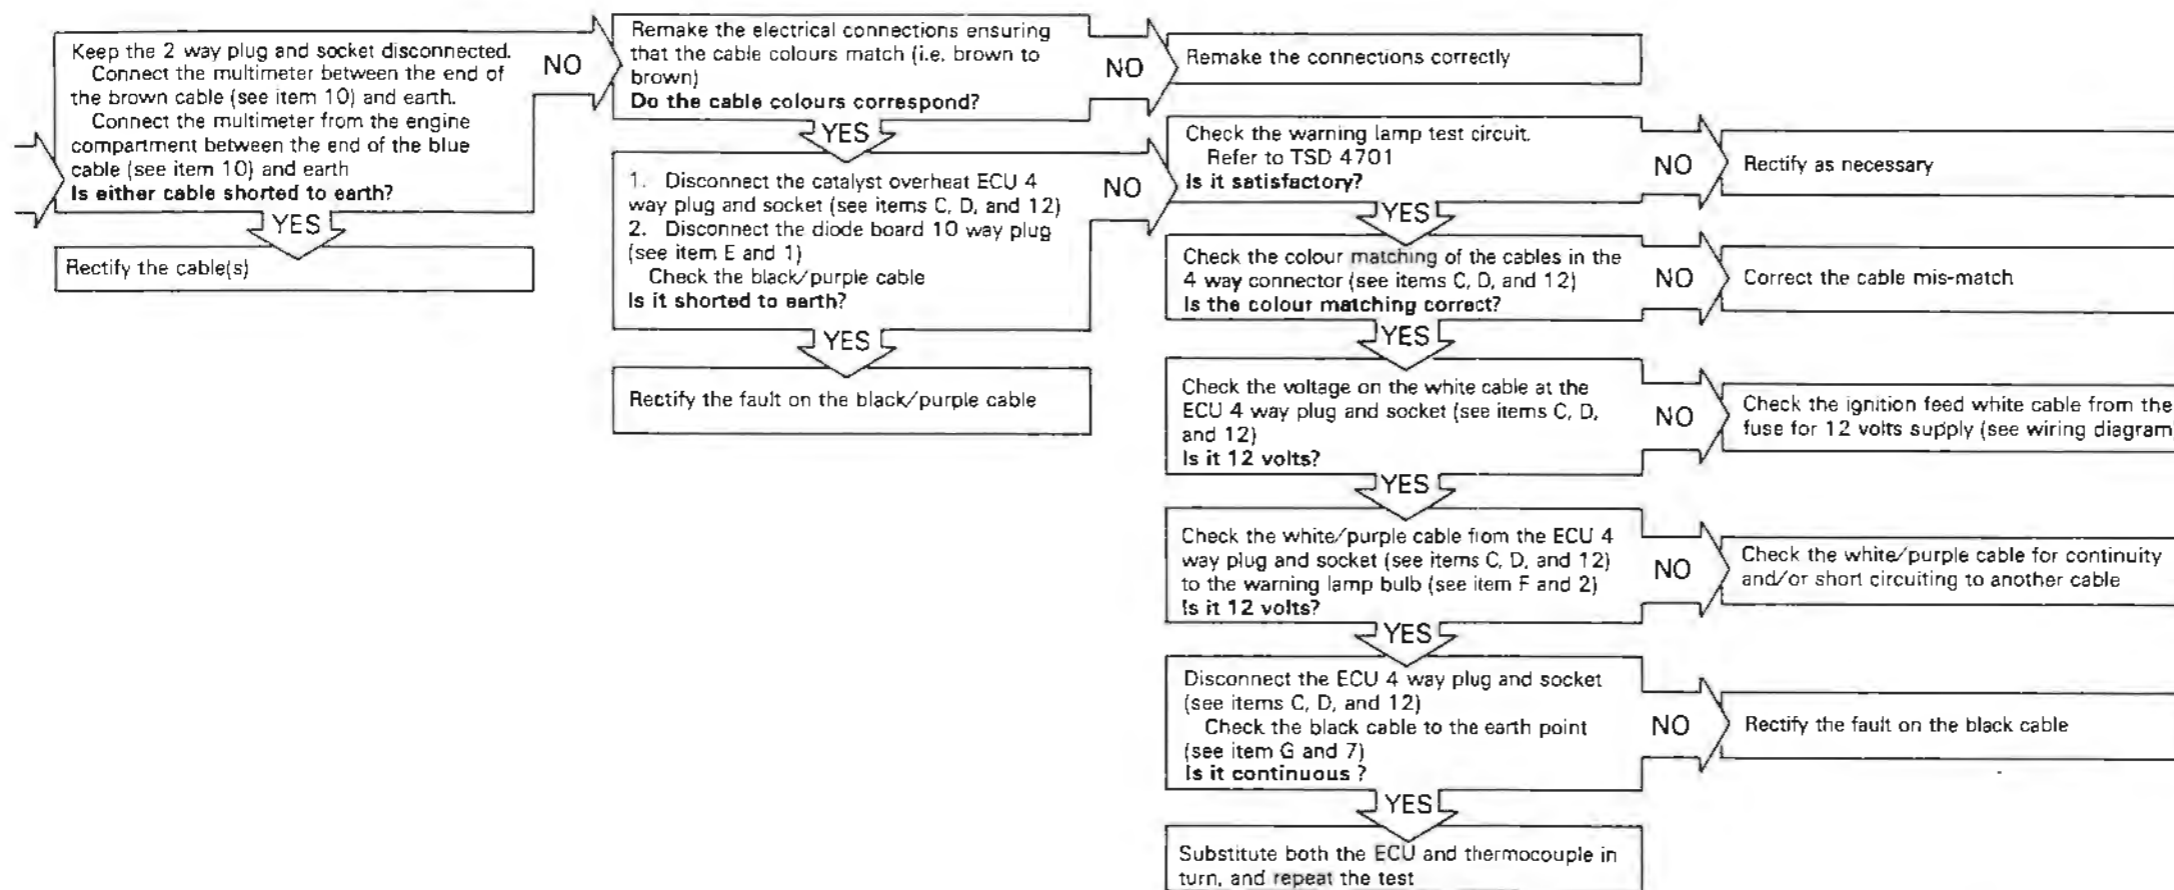 Keep the 2 way plug and socket disconnected.
Connect the multimeter between the end of
the brown cable (see item 10) and earth.
Connect the multimeter from the engine
compartment between the end of the blue
cable (see item 10) and earth
Is either cable shorted to earth?
NO
YES
Rectify the cable(s)
Remake the electrical connections ensuring
that the cable colours match (i.e. brown to
brown)
Do the cable colours correspond?
NO
YES
Remake the connections correctly
1. Disconnect the catalyst overheat ECU 4
way plug and socket (see items C, D, and 12)
2. Disconnect the diode board 10 way plug
(see item E and 1)
Check the black/purple cable
Is it shorted to earth?
NO
YES
Rectify the fault on the black/purple cable
Check the warning lamp test circuit.
Refer to TSD 4701
Is it satisfactory?
NO
Rectify as necessary
YES
Check the colour matching of the cables in the
4 way connector (see items C, D, and 12)
Is the colour matching correct?
NO
Correct the cable mis-match
YES
Check the voltage on the white cable at the
ECU 4 way plug and socket (see items C, D,
and 12)
Is it 12 volts?
NO
Check the ignition feed white cable from the
fuse for 12 volts supply (see wiring diagram
YES
Check the white/purple cable from the ECU 4
way plug and socket (see items C, D, and 12)
to the warning lamp bulb (see item F and 2)
Is it 12 volts?
NO
Check the white/purple cable for continuity
and/or short circuiting to another cable
YES
Disconnect the ECU 4 way plug and socket
(see items C, D, and 12)
Check the black cable to the earth point
(see item G and 7)
Is it continuous ?
NO
Rectify the fault on the black cable
YES
Substitute both the ECU and thermocouple in
turn, and repeat the test